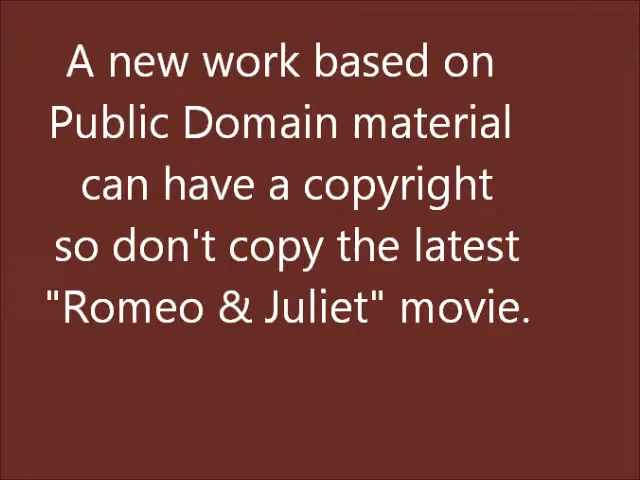 A new work based on
Public Domain material
can have a copyright
so don't copy the latest
"Romeo & Juliet" movie.